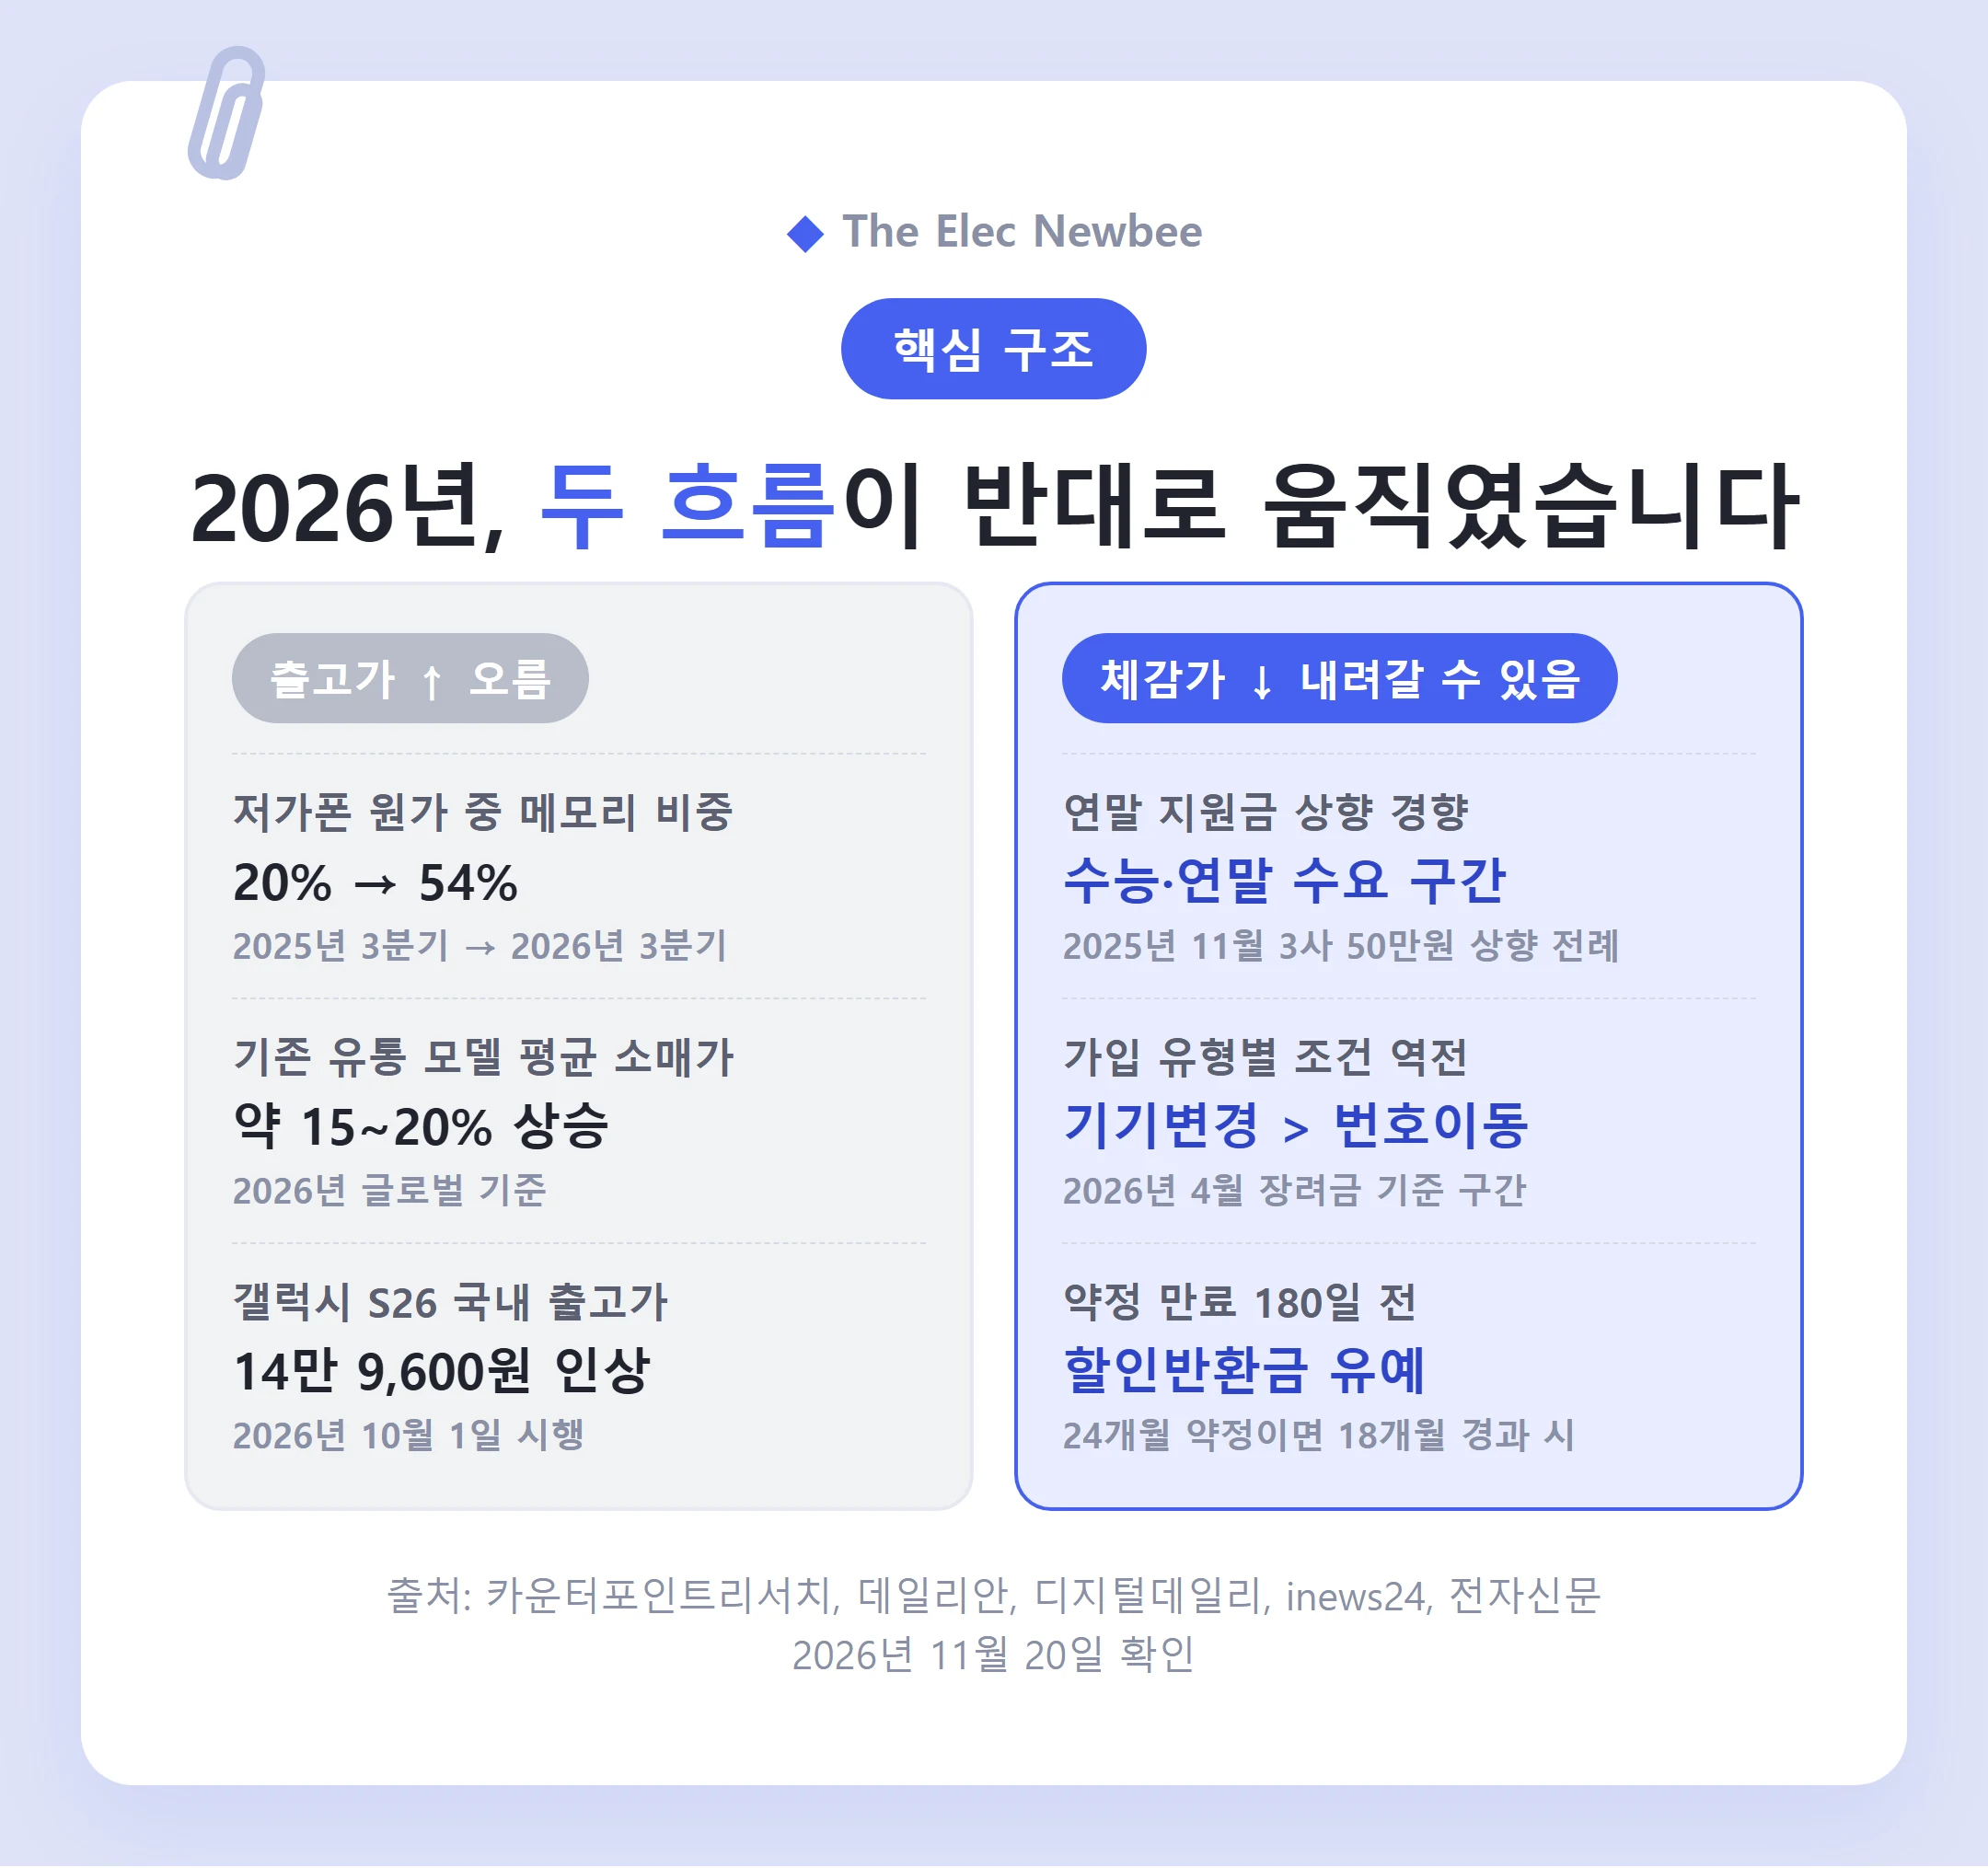 ◆ The Elec Newbee
핵심 구조
2026년, 두 흐름이 반대로 움직였습니다
출고가 ↑ 오름
저가폰 원가 중 메모리 비중
20% → 54%
2025년 3분기 → 2026년 3분기
기존 유통 모델 평균 소매가
약 15~20% 상승
2026년 글로벌 기준
갤럭시 S26 국내 출고가
14만 9,600원 인상
2026년 10월 1일 시행
체감가 ↓ 내려갈 수 있음
연말 지원금 상향 경향
수능·연말 수요 구간
2025년 11월 3사 50만원 상향 전례
가입 유형별 조건 역전
기기변경 > 번호이동
2026년 4월 장려금 기준 구간
약정 만료 180일 전
할인반환금 유예
24개월 약정이면 18개월 경과 시
출처: 카운터포인트리서치, 데일리안, 디지털데일리, inews24, 전자신문
2026년 11월 20일 확인